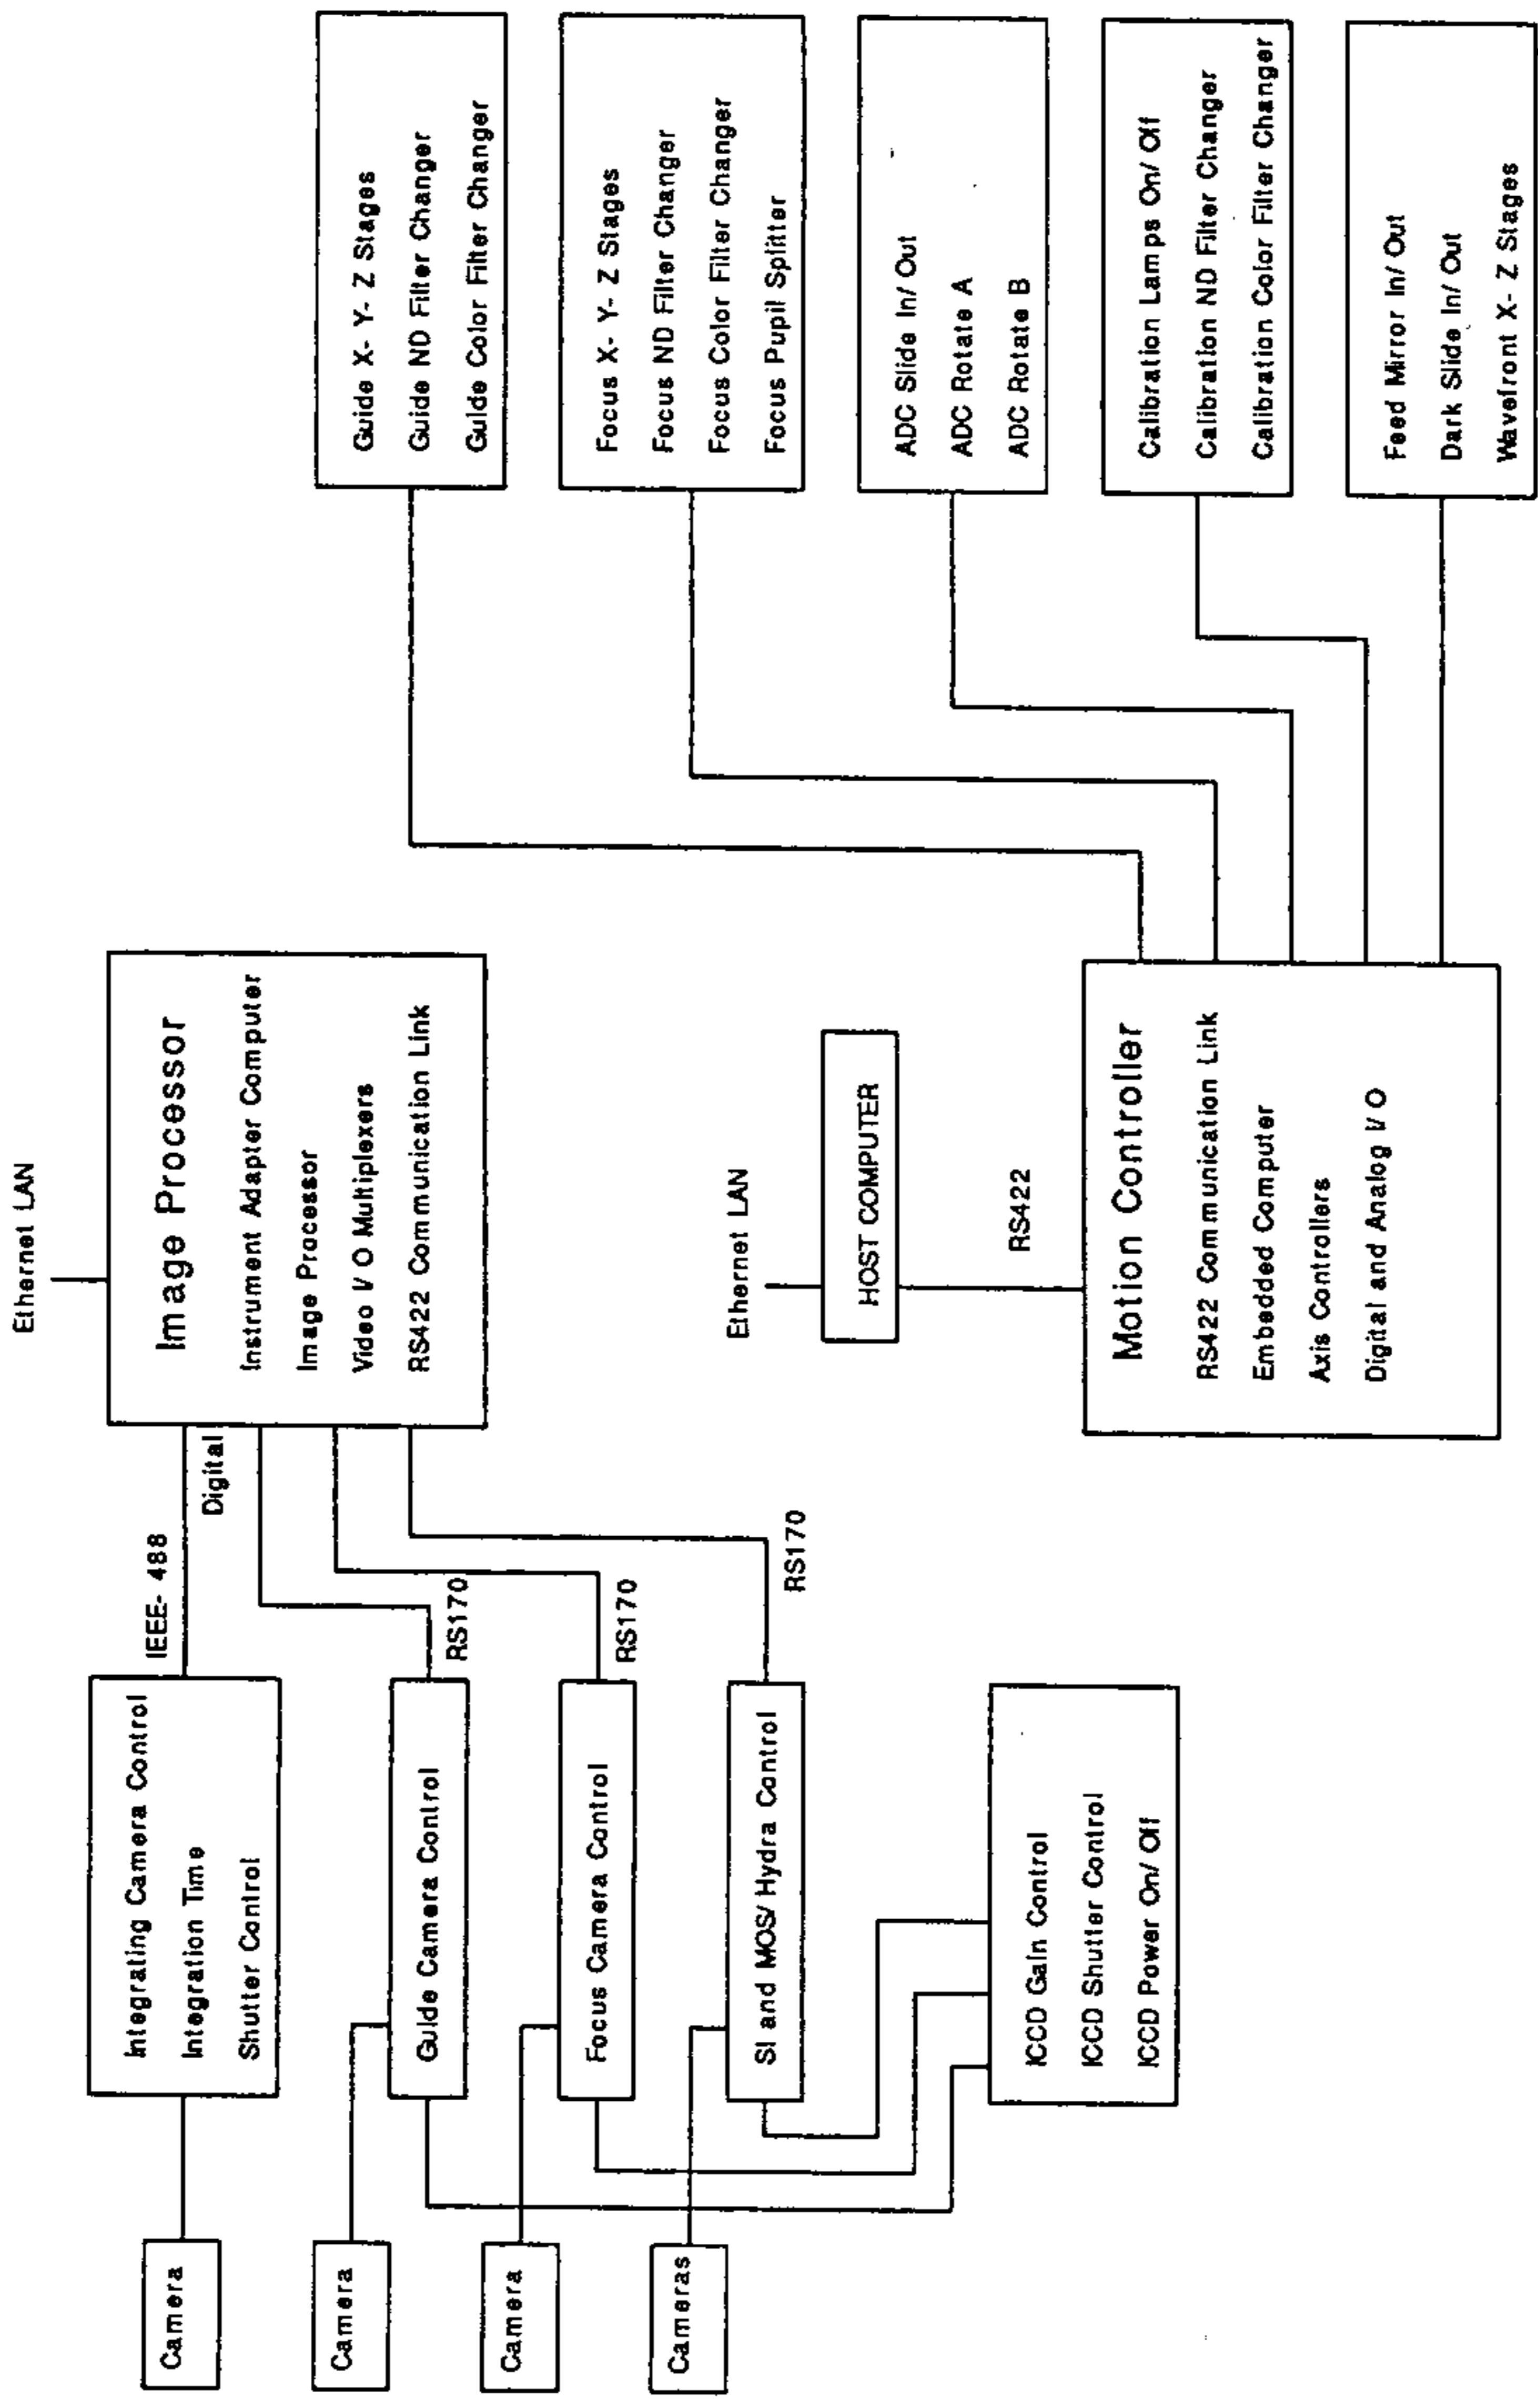 Ethernet LAN
Image Processor
Instrument Adapter Computer
Image Processor
Video I/O Multiplexers
RS422 Communication Link
IEEE-488
Digital
RS170
RS170
RS170
Camera
Integrating Camera Control
Integration Time
Shutter Control
Camera
Guide Camera Control
Camera
Focus Camera Control
Cameras
SI and MOS/Hydra Control
ICCD Gain Control
ICCD Shutter Control
ICCD Power On/Off
Ethernet LAN
HOST COMPUTER
RS422
Motion Controller
RS422 Communication Link
Embedded Computer
Axis Controllers
Digital and Analog I/O
Guide X-Y-Z Stages
Guide ND Filter Changer
Guide Color Filter Changer
Focus X-Y-Z Stages
Focus ND Filter Changer
Focus Color Filter Changer
Focus Pupil Splitter
ADC Slide In/Out
ADC Rotate A
ADC Rotate B
Calibration Lamps On/Off
Calibration ND Filter Changer
Calibration Color Filter Changer
Feed Mirror In/Out
Dark Slide In/Out
Wavefront X-Z Stages